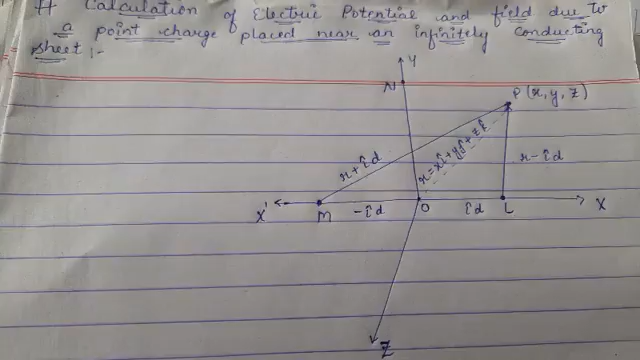 # Calculation of Electric Potential and field due to
a point charge placed near an infinitely conducting
sheet :-
Y
N
P(x, y, z)
r+îd
r=xî+yĵ+zk̂
r-îd
X'
M
-îd
O
îd
L
X
Z